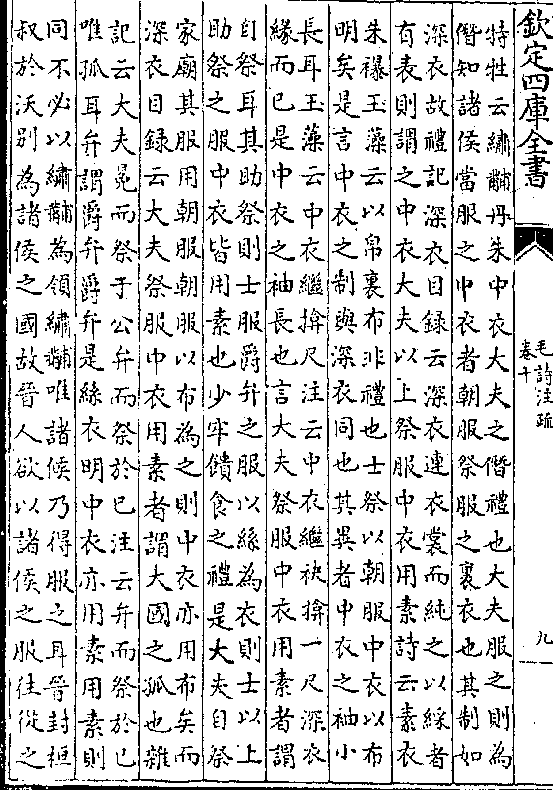 欽定四庫全書
毛詩注疏
卷十
九
特牲云繡黼丹朱中衣大夫之僭禮也大夫服之則為
僭知諸侯當服之中衣者朝服祭服之裏衣也其制如
深衣故禮記深衣目録云深衣連衣裳而純之以綵者
有表則謂之中衣大夫以上祭服中衣用素詩云素衣
朱襮玉藻云以帛裏布非禮也士祭以朝服中衣以布
明矣是言中衣之制與深衣同也其異者中衣之袖小
長耳玉藻云中衣繼揜尺注云中衣繼袂揜一尺深衣
緣而已是中衣之袖長也言大夫祭服中衣用素者謂
自祭耳其助祭則士服爵弁之服以絲為衣則士以上
助祭之服中衣皆用素也少牢饋食之禮是大夫自祭
家廟其服用朝服朝服以布為之則中衣亦用布矣而
深衣目録云大夫祭服中衣用素者謂大國之孤也雜
記云大夫冕而祭于公弁而祭於已注云弁而祭於已
唯孤耳弁謂爵弁爵弁是絲衣明中衣亦用素用素則
同不必以繡黼為領繡黼唯諸侯乃得服之耳晉封桓
叔於沃别為諸侯之國故晉人欲以諸侯之服往從之